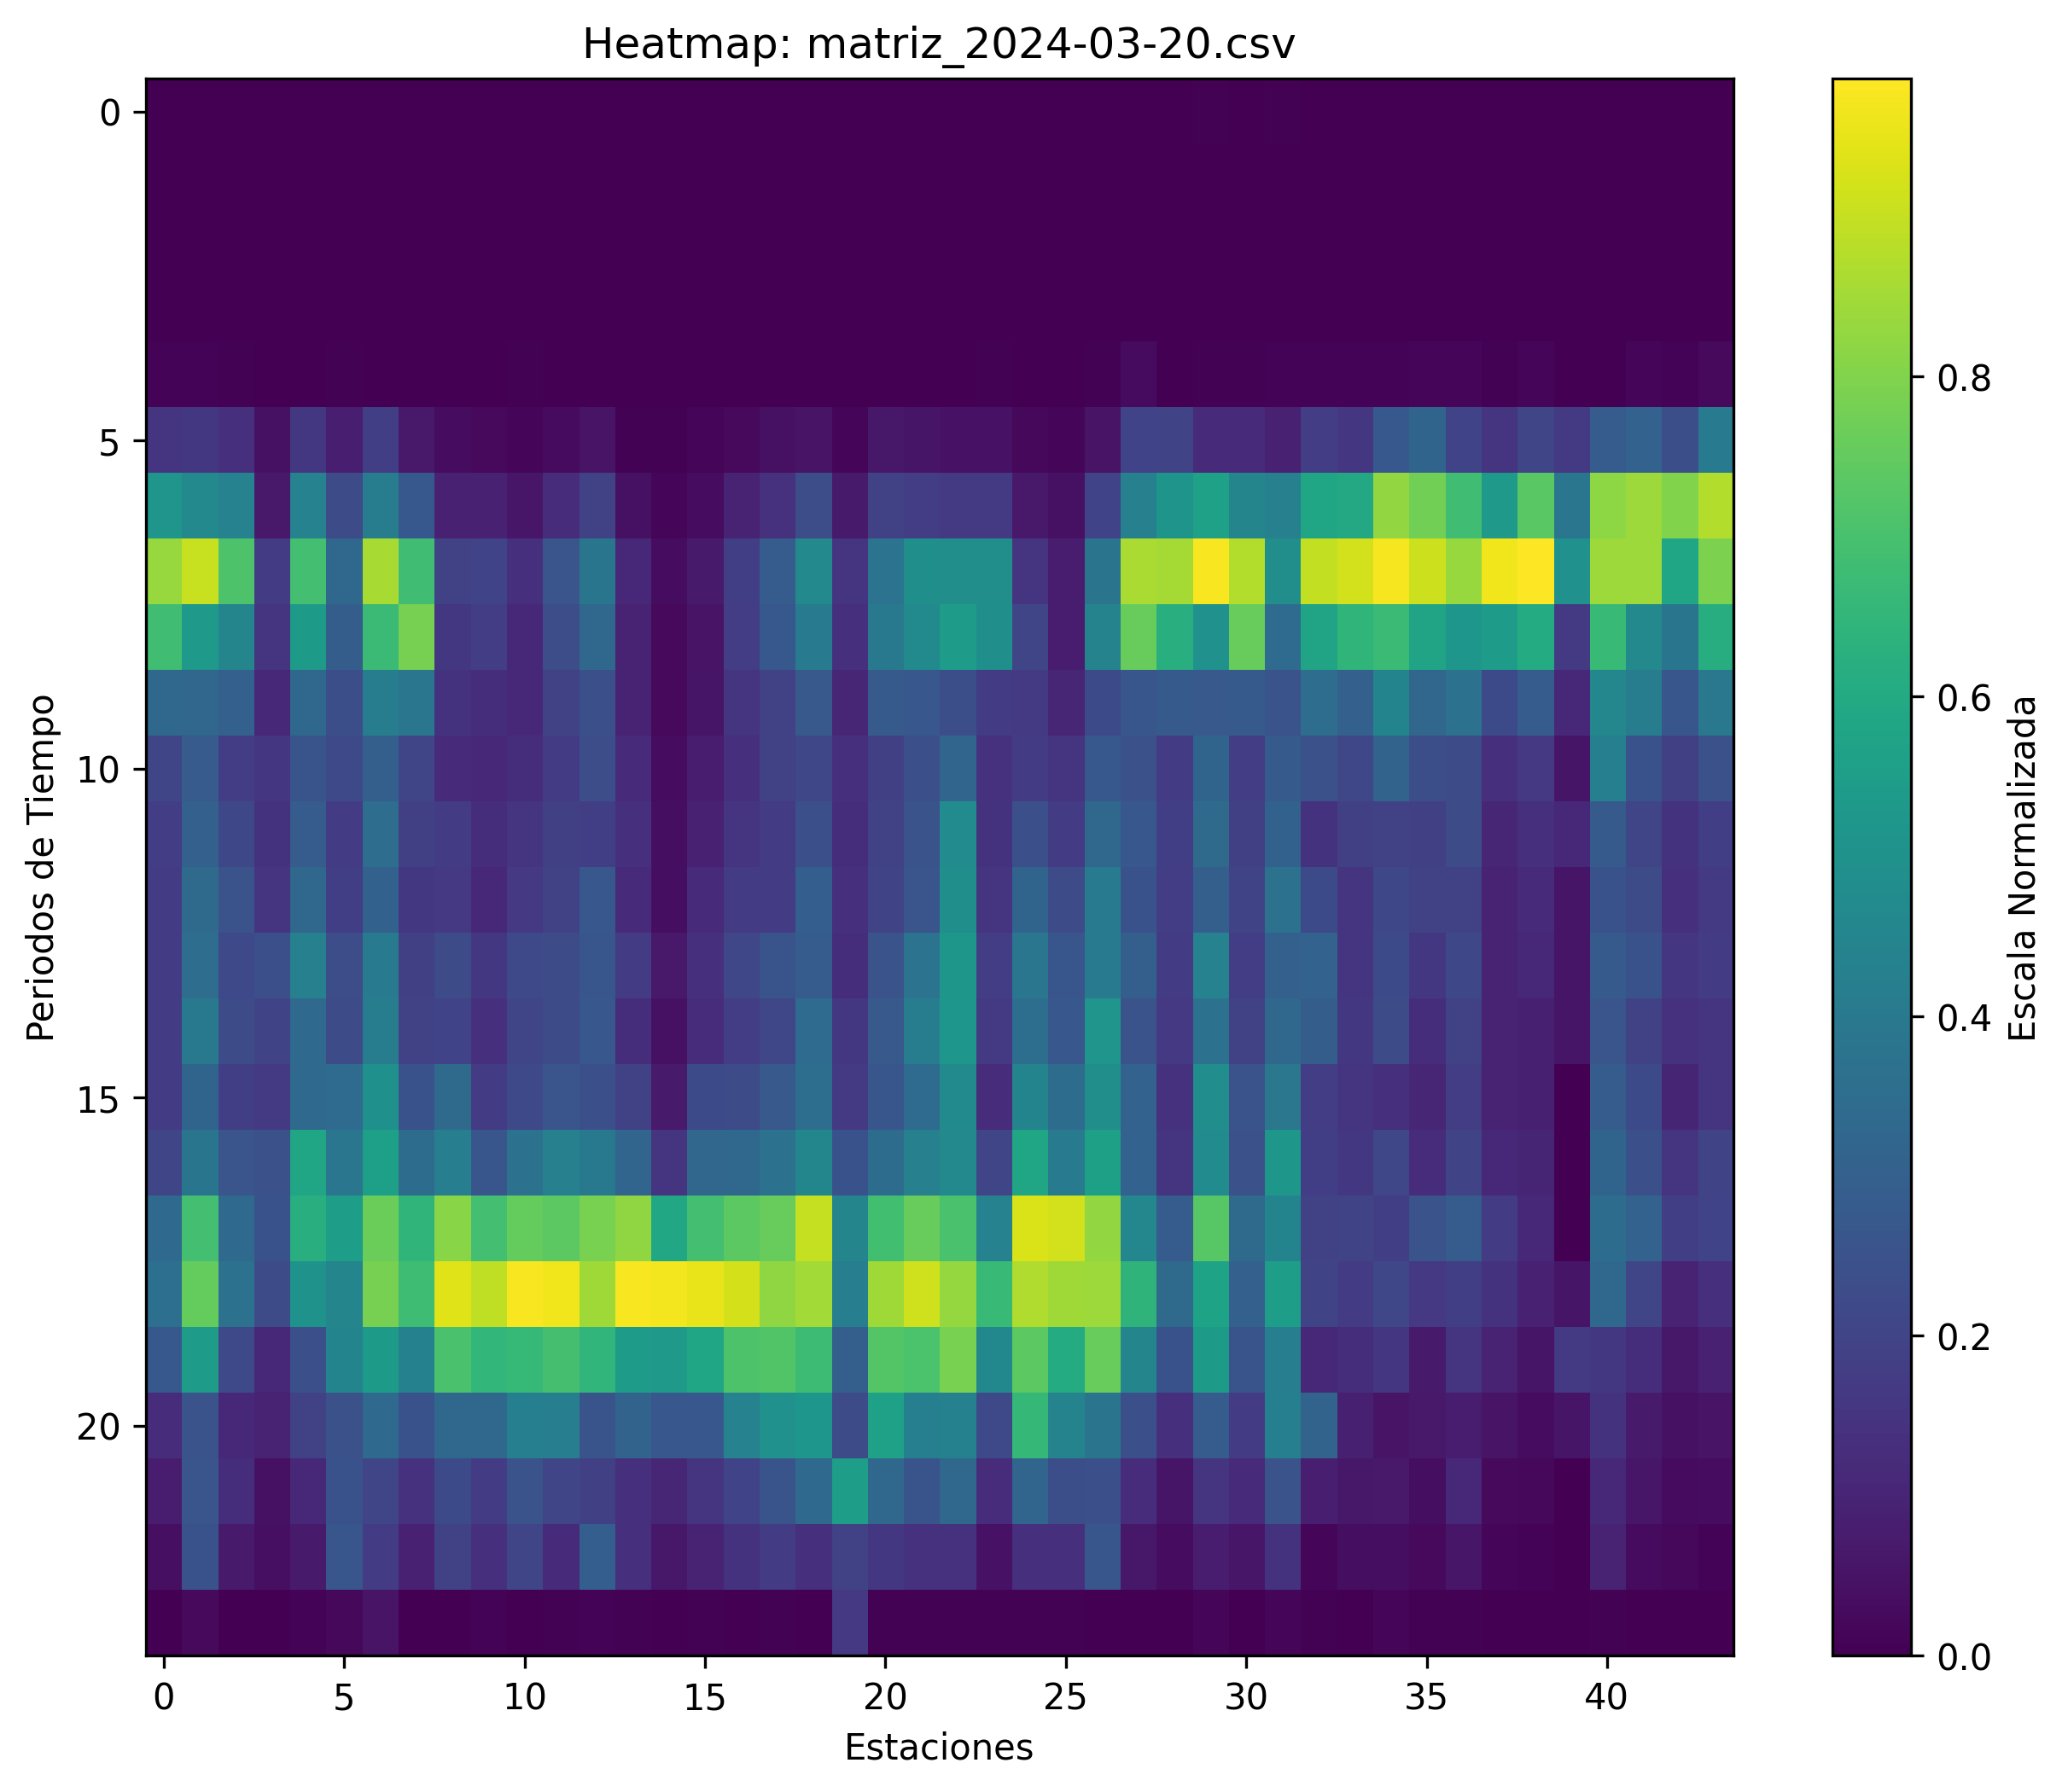 Heatmap: matriz_2024-03-20.csv
0
5
10
15
20
Periodos de Tiempo
0 5 10 15 20 25 30 35 40
Estaciones
0.8
0.6
0.4
0.2
0.0
Escala Normalizada